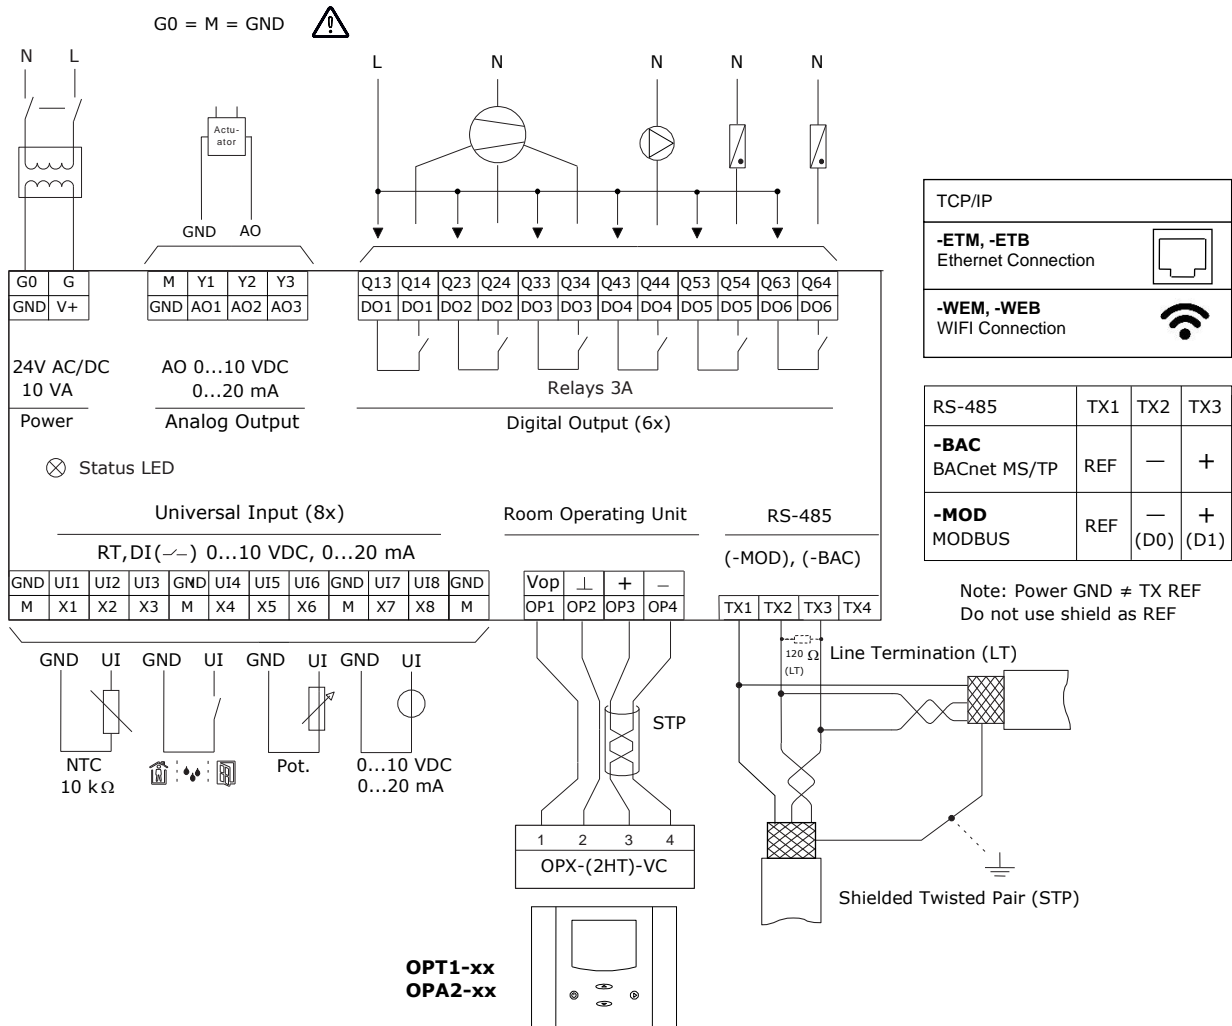 G0 = M = GND
N L
L N N N N
Actu-
ator
GND AO
G0 G
GND V+
M Y1 Y2 Y3
GND AO1 AO2 AO3
Q13 Q14 Q23 Q24 Q33 Q34 Q43 Q44 Q53 Q54 Q63 Q64
DO1 DO1 DO2 DO2 DO3 DO3 DO4 DO4 DO5 DO5 DO6 DO6
24V AC/DC
10 VA
Power
AO 0...10 VDC
0...20 mA
Analog Output
Relays 3A
Digital Output (6x)
Status LED
Universal Input (8x)
RT,DI( ) 0...10 VDC, 0...20 mA
GND UI1 UI2 UI3 GND UI4 UI5 UI6 GND UI7 UI8 GND
M X1 X2 X3 M X4 X5 X6 M X7 X8 M
Room Operating Unit
Vop ⊥ + –
OP1 OP2 OP3 OP4
RS-485
(-MOD), (-BAC)
TX1 TX2 TX3 TX4
GND UI GND UI GND UI GND UI
NTC
10 kΩ
Pot.
0...10 VDC
0...20 mA
STP
120 Ω
(LT)
Line Termination (LT)
1 2 3 4
OPX-(2HT)-VC
Shielded Twisted Pair (STP)
OPT1-xx
OPA2-xx
TCP/IP
-ETM, -ETB
Ethernet Connection
-WEM, -WEB
WIFI Connection
RS-485 TX1 TX2 TX3
-BAC
BACnet MS/TP REF — +
-MOD
MODBUS REF — (D0) + (D1)
Note: Power GND ≠ TX REF
Do not use shield as REF